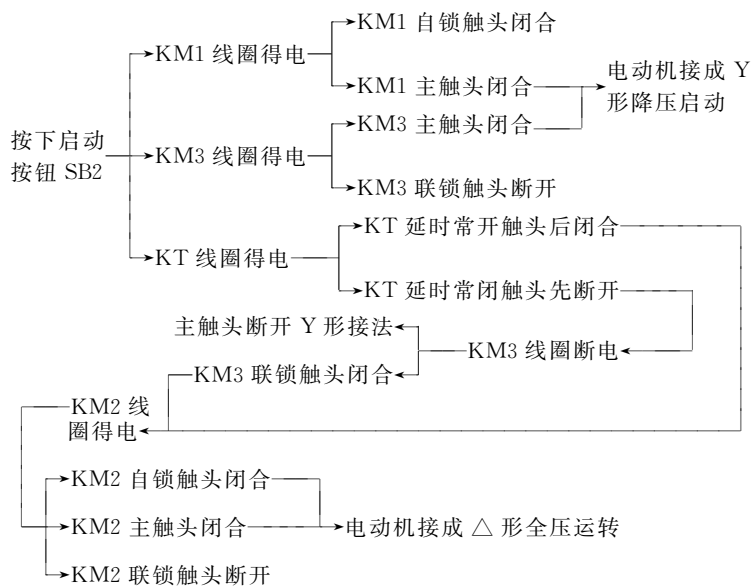 KM1 自锁触头闭合
KM1 线圈得电
KM1 主触头闭合
电动机接成 Y
形降压启动
按下启动
按钮 SB2
KM3 主触头闭合
KM3 线圈得电
KM3 联锁触头断开
KT 延时常开触头后闭合
KT 线圈得电
KT 延时常闭触头先断开
主触头断开 Y 形接法
KM3 线圈断电
KM3 联锁触头闭合
KM2 线
圈得电
KM2 自锁触头闭合
KM2 主触头闭合
电动机接成 △ 形全压运转
KM2 联锁触头断开